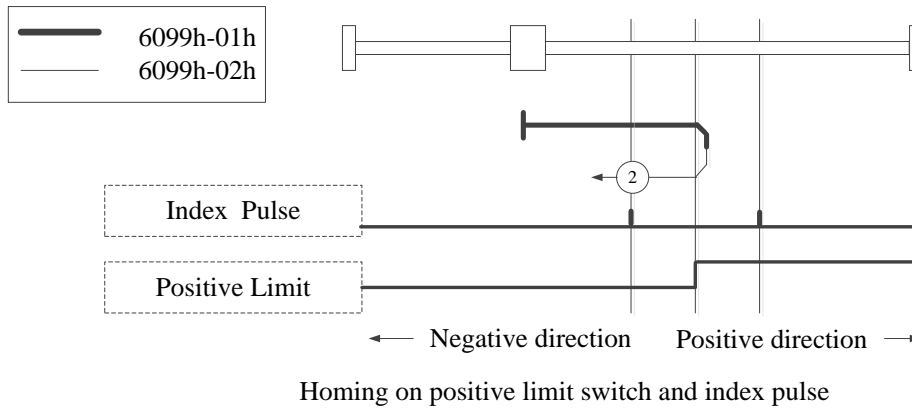 6099h-01h
6099h-02h
2
Index Pulse
Positive Limit
Negative direction
Positive direction
Homing on positive limit switch and index pulse